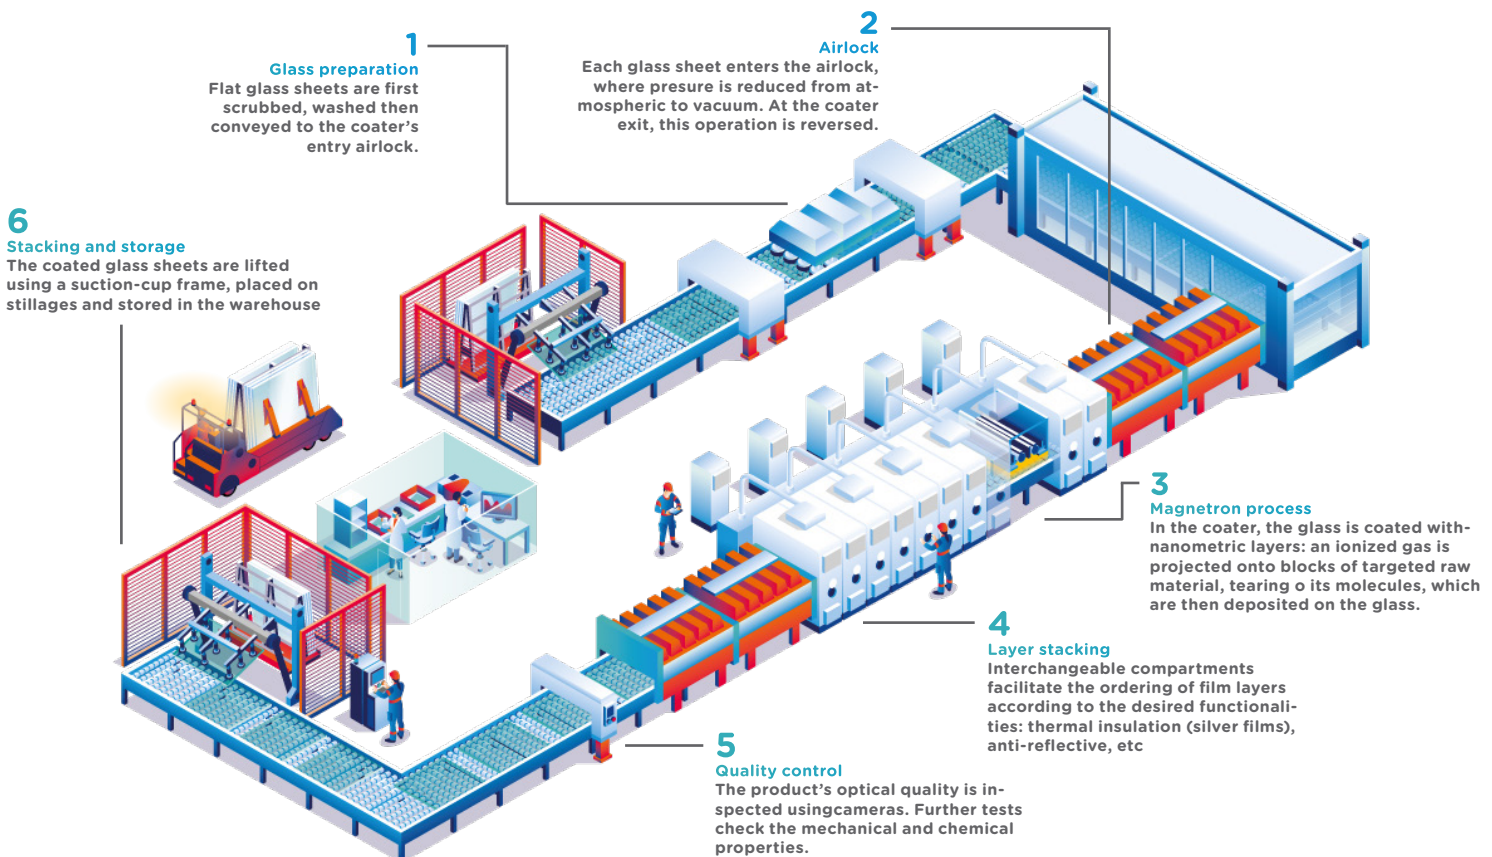 1
Glass preparation
Flat glass sheets are first
scrubbed, washed then
conveyed to the coater's
entry airlock.
2
Airlock
Each glass sheet enters the airlock,
where presure is reduced from at-
mospheric to vacuum. At the coater
exit, this operation is reversed.
3
Magnetron process
In the coater, the glass is coated with-
nanometric layers: an ionized gas is
projected onto blocks of targeted raw
material, tearing o its molecules, which
are then deposited on the glass.
4
Layer stacking
Interchangeable compartments
facilitate the ordering of film layers
according to the desired functionali-
ties: thermal insulation (silver films),
anti-reflective, etc
5
Quality control
The product's optical quality is in-
spected usingcameras. Further tests
check the mechanical and chemical
properties.
6
Stacking and storage
The coated glass sheets are lifted
using a suction-cup frame, placed on
stillages and stored in the warehouse